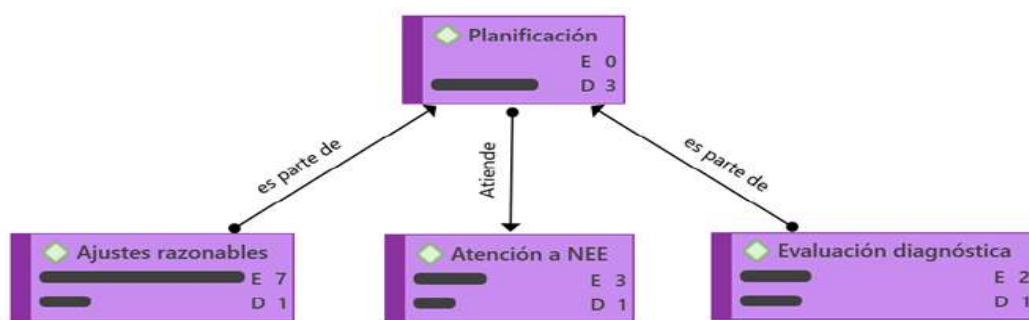 Planificación
E 0
D 3
es parte de
Atiende
es parte de
Ajustes razonables
E 7
D 1
Atención a NEE
E 3
D 1
Evaluación diagnóstica
E 2
D 1